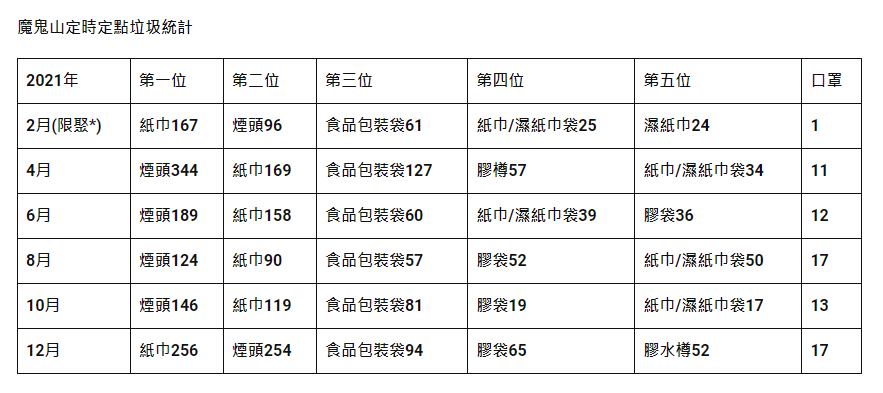 魔鬼山定時定點垃圾統計
2021年 第一位 第二位 第三位 第四位 第五位 口罩
2月(限聚*) 紙巾167 煙頭96 食品包裝袋61 紙巾/濕紙巾袋25 濕紙巾24 1
4月 煙頭344 紙巾169 食品包裝袋127 膠樽57 紙巾/濕紙巾袋34 11
6月 煙頭189 紙巾158 食品包裝袋60 紙巾/濕紙巾袋39 膠袋36 12
8月 煙頭124 紙巾90 食品包裝袋57 膠袋52 紙巾/濕紙巾袋50 17
10月 煙頭146 紙巾119 食品包裝袋81 膠袋19 紙巾/濕紙巾袋17 13
12月 紙巾256 煙頭254 食品包裝袋94 膠袋65 膠水樽52 17